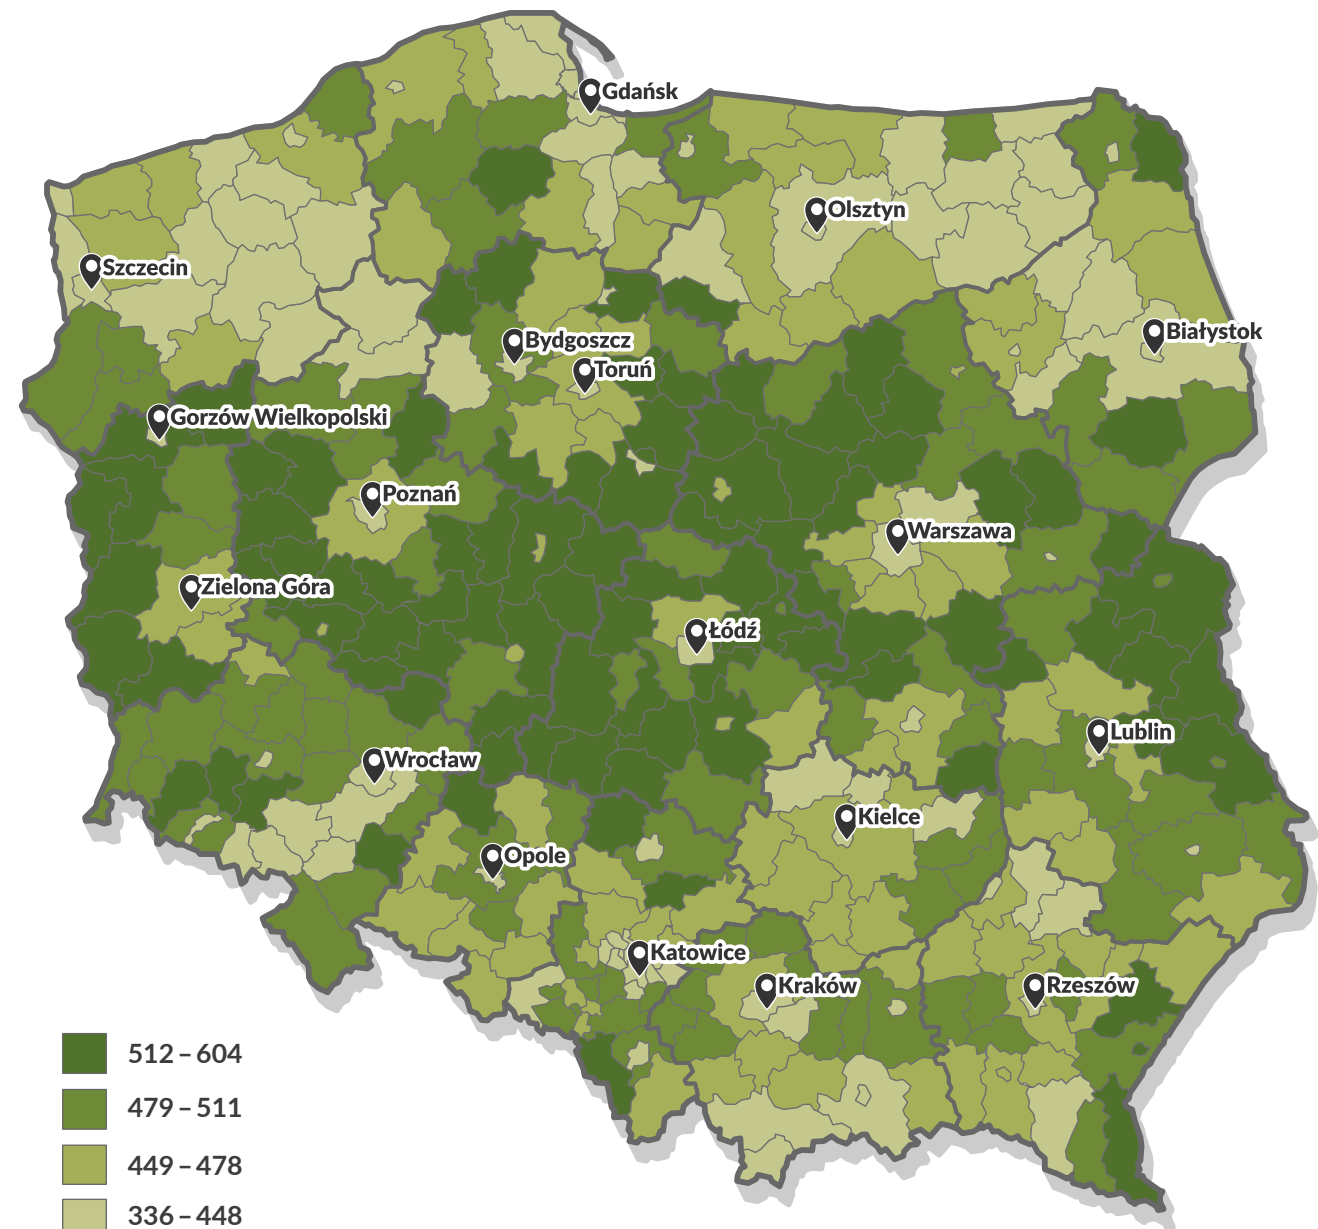 Gdańsk
Olsztyn
Szczecin
Białystok
Bydgoszcz
Toruń
Gorzów Wielkopolski
Poznań
Warszawa
Zielona Góra
Łódź
Lublin
Wrocław
Kielce
Opole
Katowice
Kraków
Rzeszów
512 – 604
479 – 511
449 – 478
336 – 448